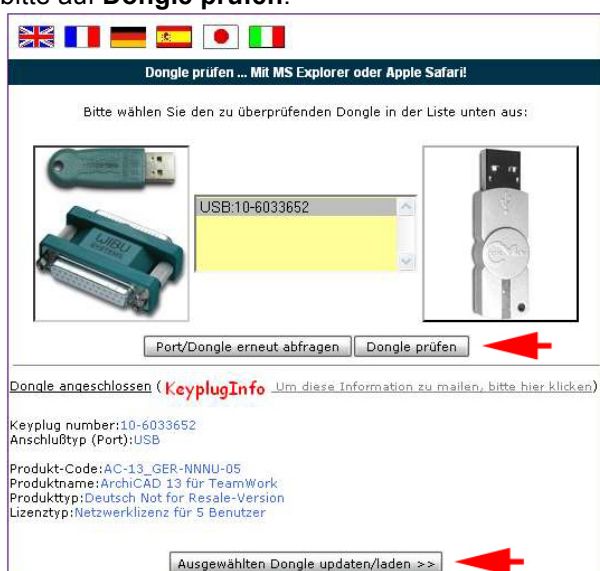 bitte auf Dongle prüfen.
Dongle prüfen ... Mit MS Explorer oder Apple Safari!
Bitte wählen Sie den zu überprüfenden Dongle in der Liste unten aus:
WIBU
SYSTEMS
USB:10-6033652
Port/Dongle erneut abfragen
Dongle prüfen
Dongle angeschlossen ( KeyplugInfo Um diese Information zu mailen, bitte hier klicken)
Keyplug number:10-6033652
Anschlußtyp (Port):USB
Produkt-Code:AC-13_GER-NNNU-05
Produktname:ArchiCAD 13 für TeamWork
Produkttyp:Deutsch Not for Resale-Version
Lizenztyp:Netzwerklizenz für 5 Benutzer
Ausgewählten Dongle updaten/laden >>